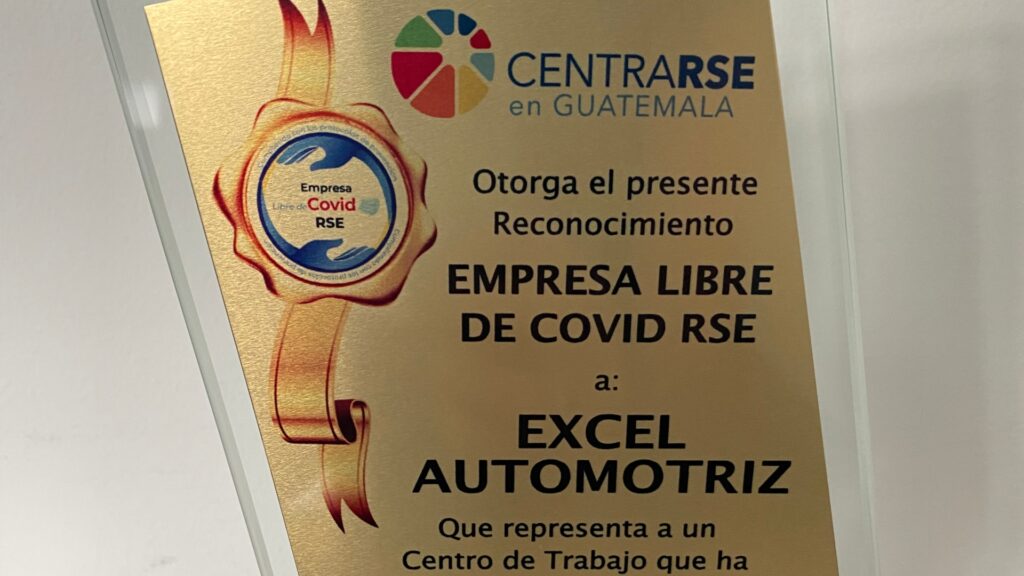 CENTRARSE
en GUATEMALA
Empresa
Libre de Covid
RSE
Otorga el presente
Reconocimiento
EMPRESA LIBRE
DE COVID RSE
a:
EXCEL
AUTOMOTRIZ
Que representa a un
Centro de Trabajo que ha